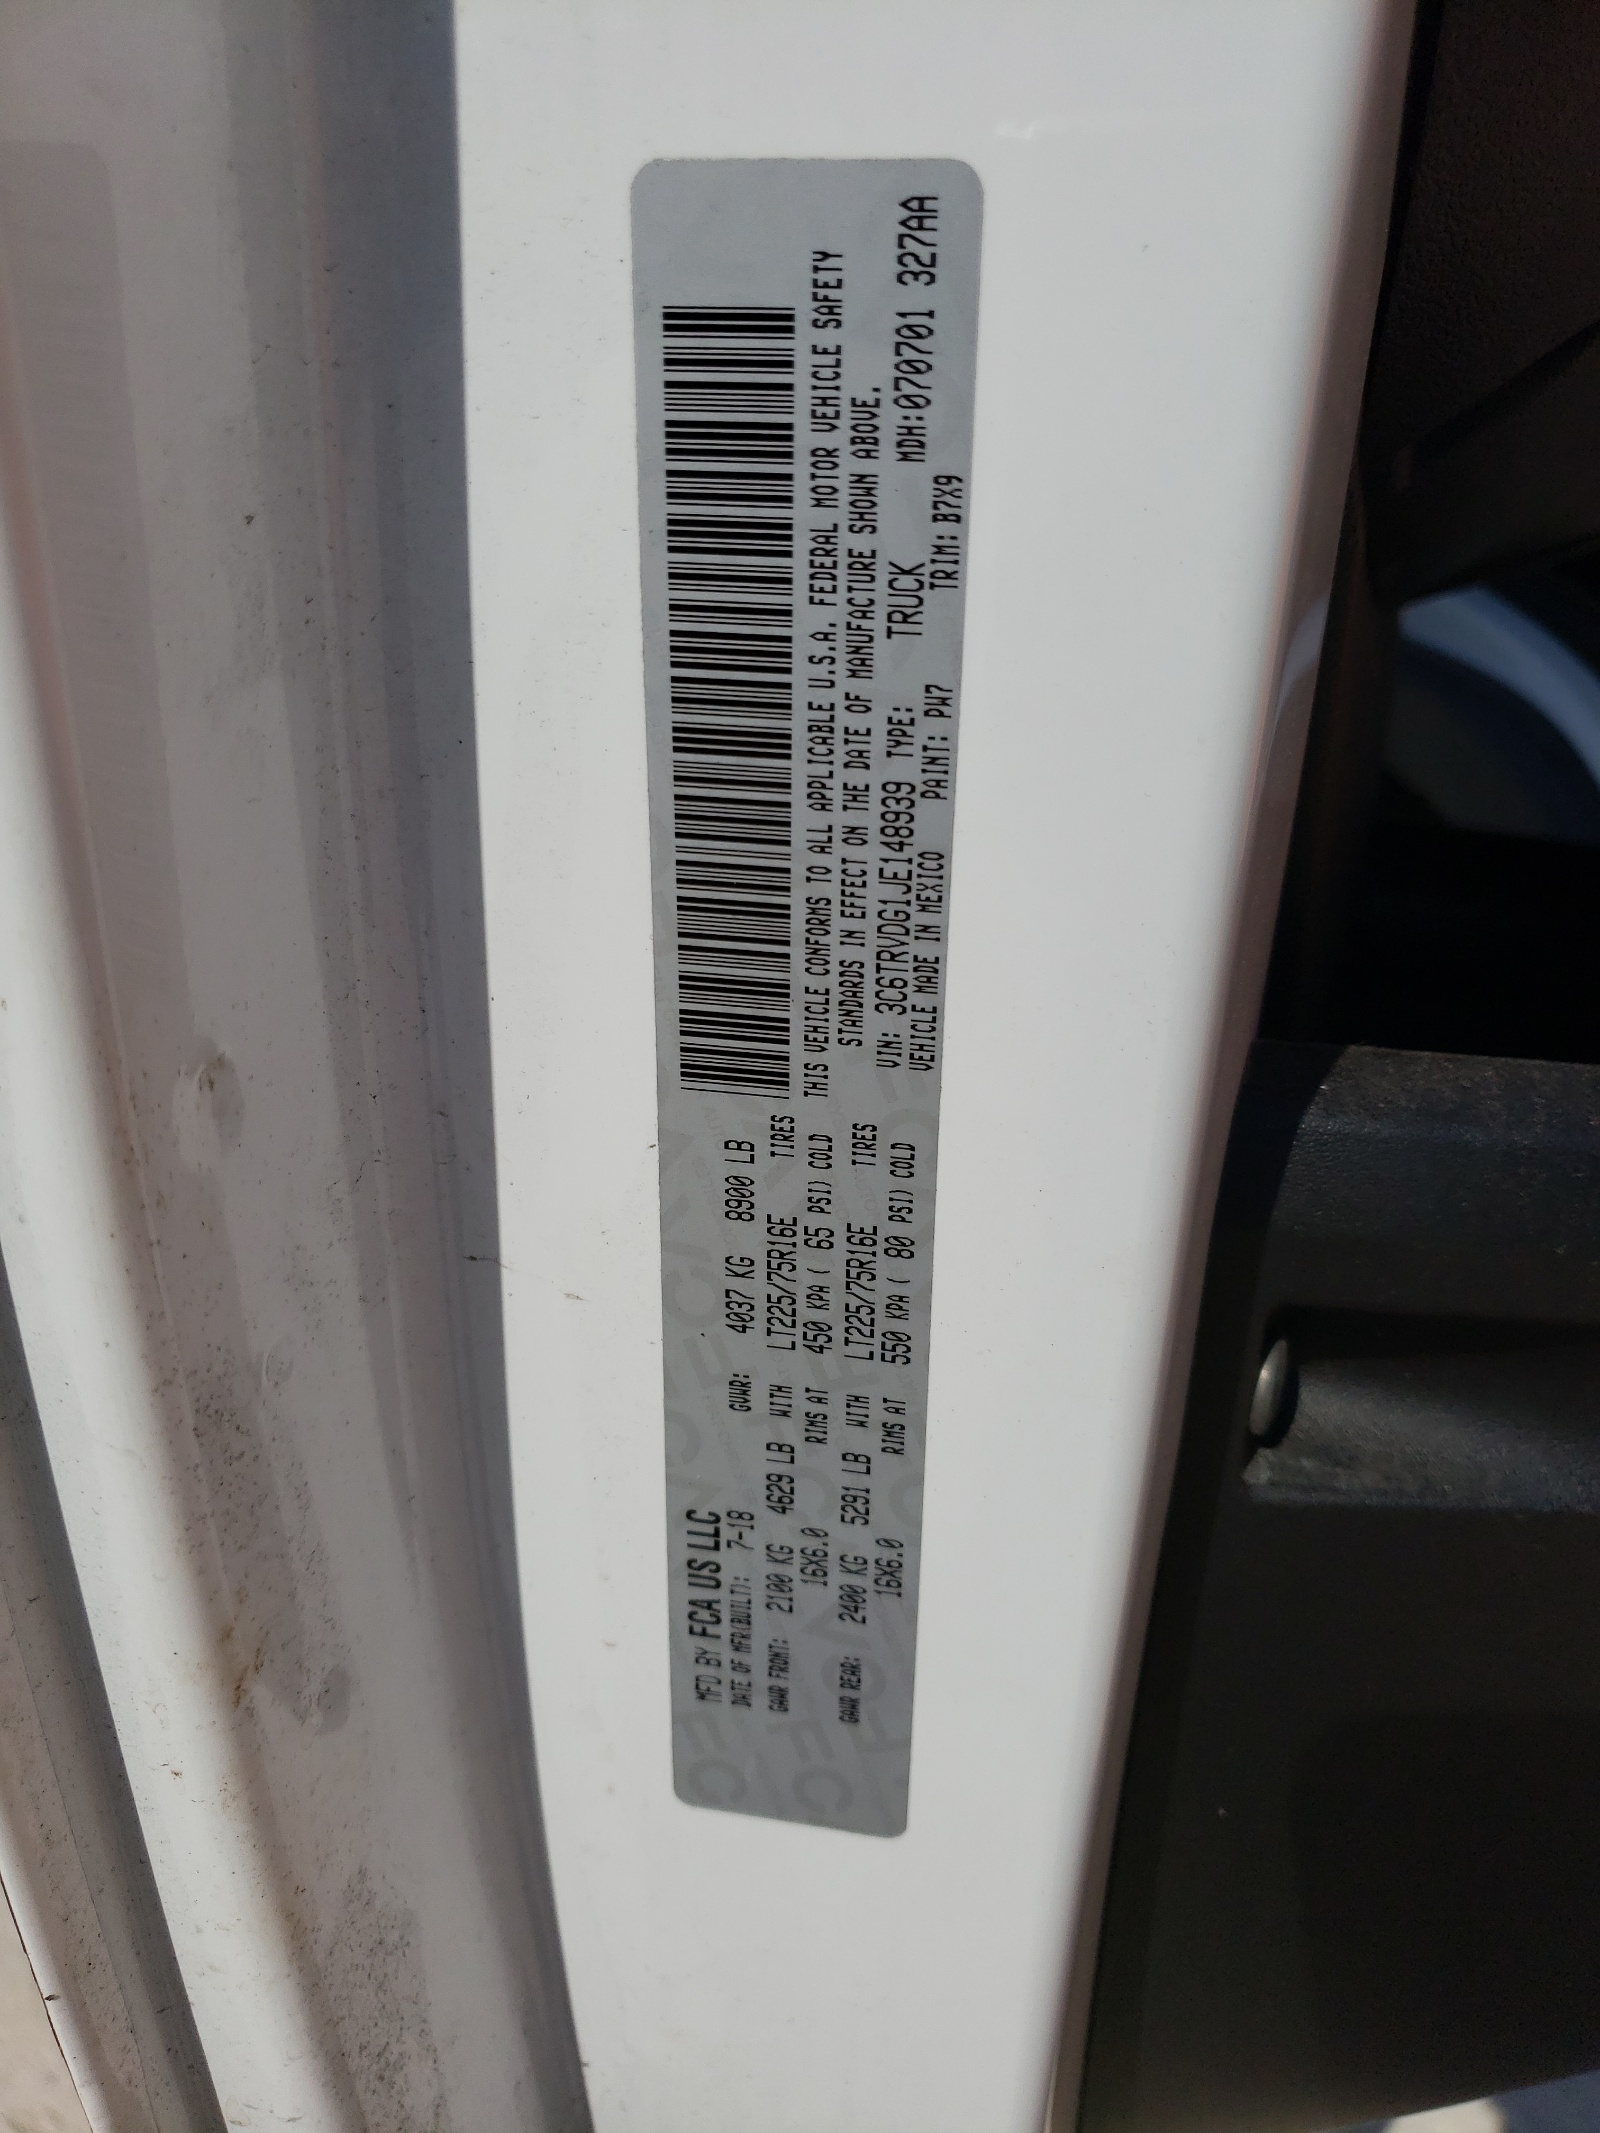 MFD BY FCA US LLC
DATE OF MFR(BUILT): 7-18 GVWR: 4037 KG 8900 LB
GAWR FRONT: 2100 KG 4629 LB WITH LT225/75R16E TIRES
16X6.0 RIMS AT 450 KPA ( 65 PSI) COLD
GAWR REAR: 2400 KG 5291 LB WITH LT225/75R16E TIRES
16X6.0 RIMS AT 550 KPA ( 80 PSI) COLD
THIS VEHICLE CONFORMS TO ALL APPLICABLE U.S.A. FEDERAL MOTOR VEHICLE SAFETY
STANDARDS IN EFFECT ON THE DATE OF MANUFACTURE SHOWN ABOVE.
VIN: 3C6TRVDG1JE148939 TYPE: TRUCK MDH:070701 327AA
VEHICLE MADE IN MEXICO PAINT: PW7 TRIM: B7X9